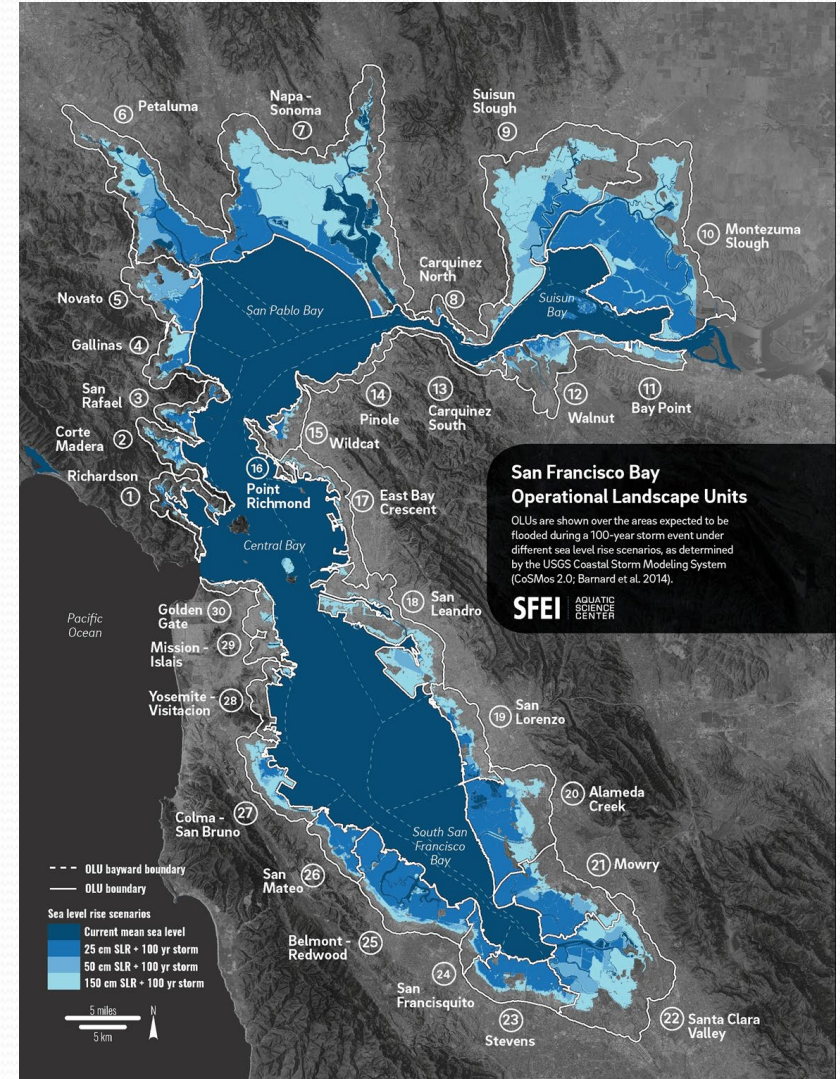 6
Petaluma
Napa -
Sonoma
7
Suisun
Slough
9
10
Montezuma
Slough
Carquinez
North
8
Novato
5
San Pablo Bay
Suisun
Bay
Gallinas
4
San
Rafael
3
Corte
Madera
2
Richardson
1
14
Pinole
13
Carquinez
South
12
Walnut
11
Bay Point
15
Wildcat
16
Point
Richmond
17
East Bay
Crescent
Central Bay
San Francisco Bay
Operational Landscape Units
OLUs are shown over the areas expected to be
flooded during a 100-year storm event under
different sea level rise scenarios, as determined
by the USGS Coastal Storm Modeling System
(CoSMos 2.0; Barnard et al. 2014).
SFEI
AQUATIC
SCIENCE
CENTER
Pacific
Ocean
Golden
Gate
30
Mission -
Islais
29
Yosemite -
Visitacion
28
18
San
Leandro
19
San
Lorenzo
20
Alameda
Creek
21
Mowry
Colma -
San Bruno
27
South San
Francisco
Bay
San
Mateo
26
Belmont -
Redwood
25
San
Francisquito
24
23
Stevens
22
Santa Clara
Valley
OLU bayward boundary
OLU boundary
Sea level rise scenarios
Current mean sea level
25 cm SLR + 100 yr storm
50 cm SLR + 100 yr storm
150 cm SLR + 100 yr storm
5 miles
5 km
N